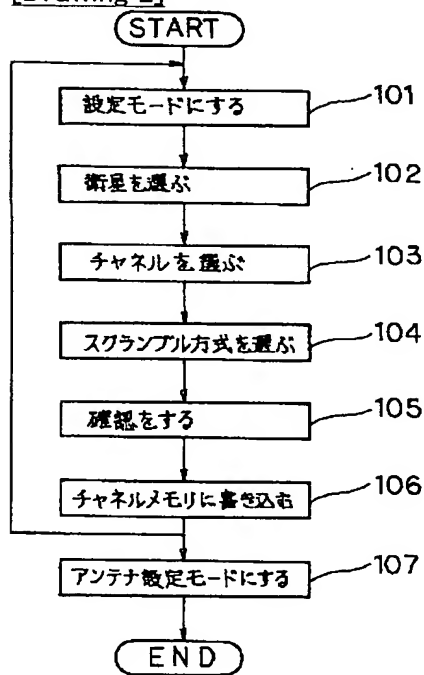 [Drawing 2]
START
設定モードにする
101
衛星を選ぶ
102
チャネルを選ぶ
103
スクランブル方式を選ぶ
104
確認をする
105
チャネルメモリに書き込む
106
アンテナ設定モードにする
107
END